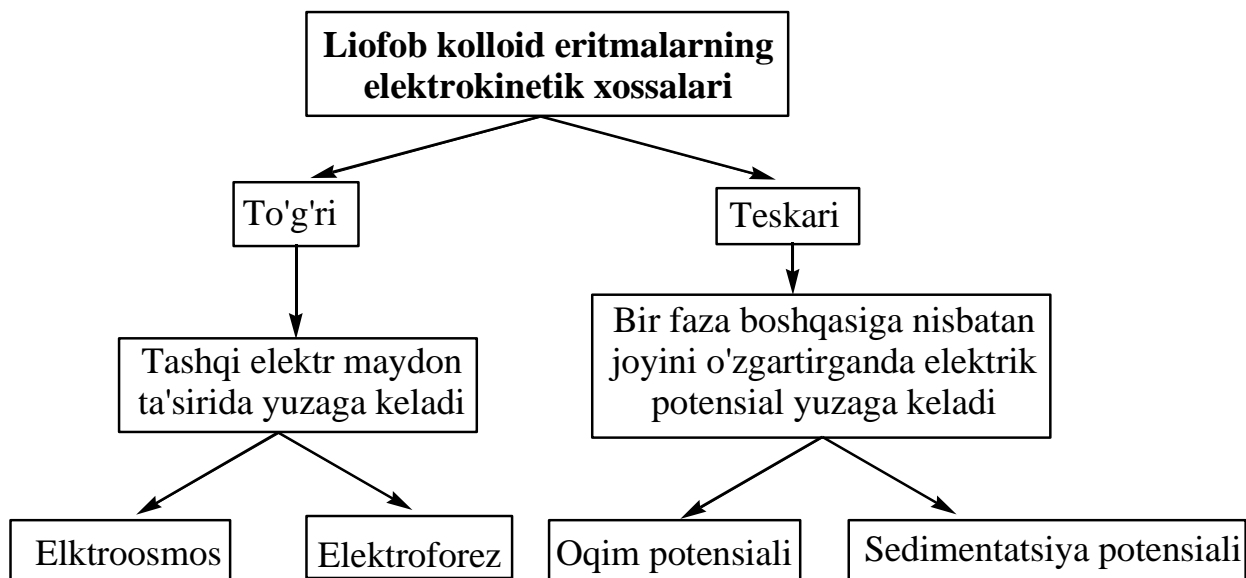 Liofob kolloid eritmalarning
elektrokinetik xossalari
To'g'ri
Teskari
Tashqi elektr maydon
ta'sirida yuzaga keladi
Bir faza boshqasiga nisbatan
joyini o'zgartirganda elektrik
potensial yuzaga keladi
Elktroosmos
Elektroforez
Oqim potensiali
Sedimentatsiya potensiali